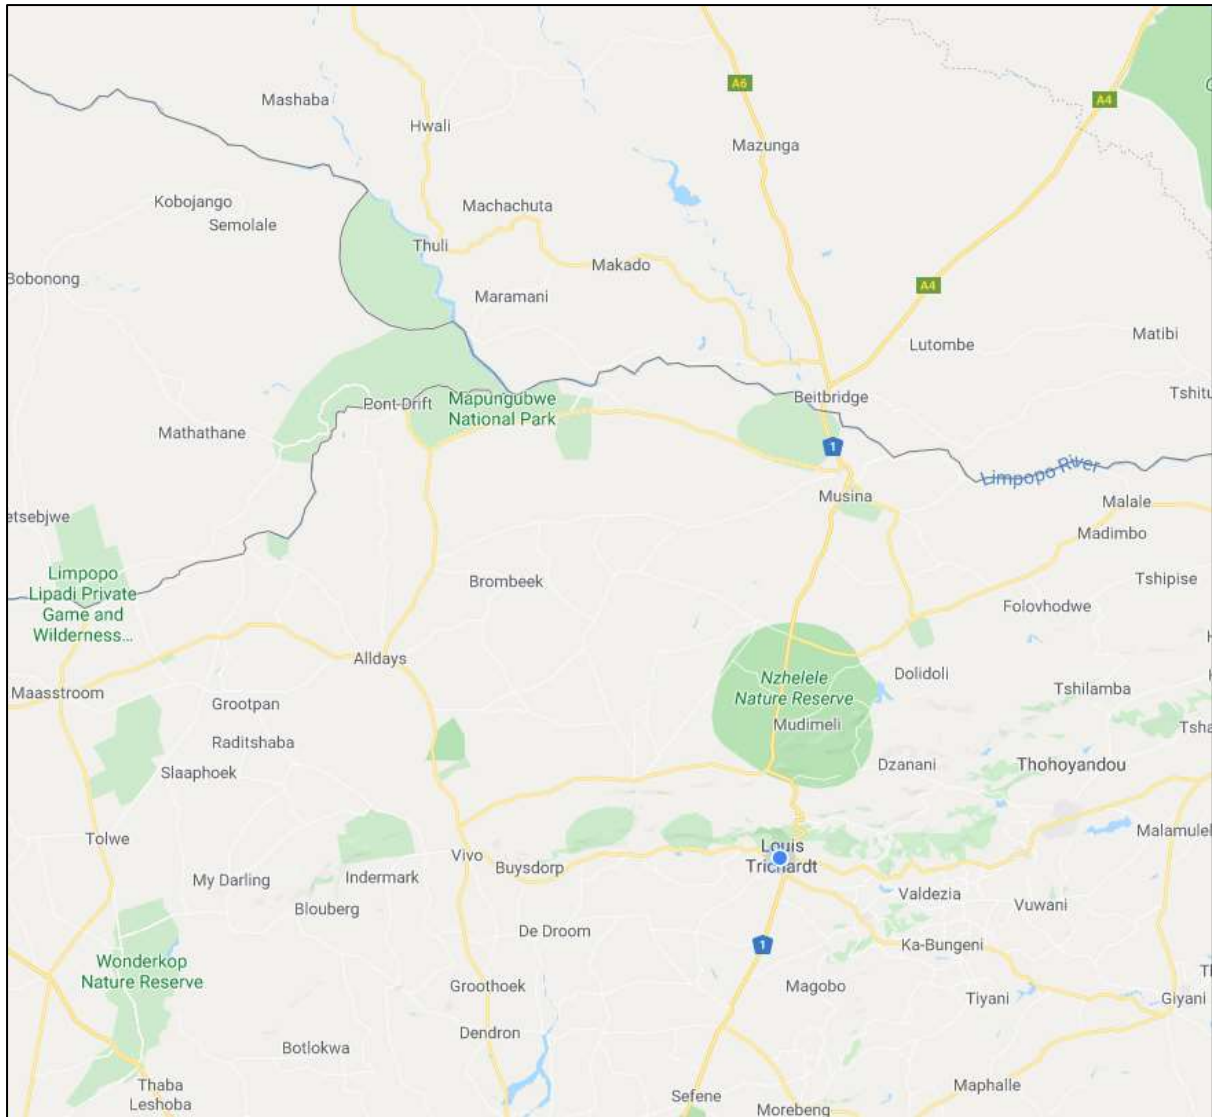 A6
A4
Mashaba
Hwali
Mazunga
Kobojango
Machachuta
Semolale
Thuli
Makado
Bobonong
A4
Maramani
Matibi
Lutombe
Tshitu
Pont-Drift
Mapungubwe
National Park
Beitbridge
Mathathane
1
Limpopo River
Musina
Malale
etsebjwe
Madimbo
Limpopo
Lipadi Private
Game and
Wilderness...
Brombeek
Tshipise
Folovhodwe
Alldays
Dolidoli
Maasstroom
Nzhelele
Nature Reserve
Tshilamba
Grootpan
Mudimeli
Tsha
Raditshaba
Slaaphoek
Dzanani
Thohoyandou
Tolwe
Malamulel
Louis
Trichardt
Vivo
Buysdorp
My Darling
Indermark
Valdezia
Blouberg
Vuwani
De Droom
1
Ka-Bungeni
Wonderkop
Nature Reserve
Groothoek
Magobo
Tiyani
Giyani
Dendron
Botlokwa
Thaba
Leshoba
Sefene
Morebeng
Maphalle